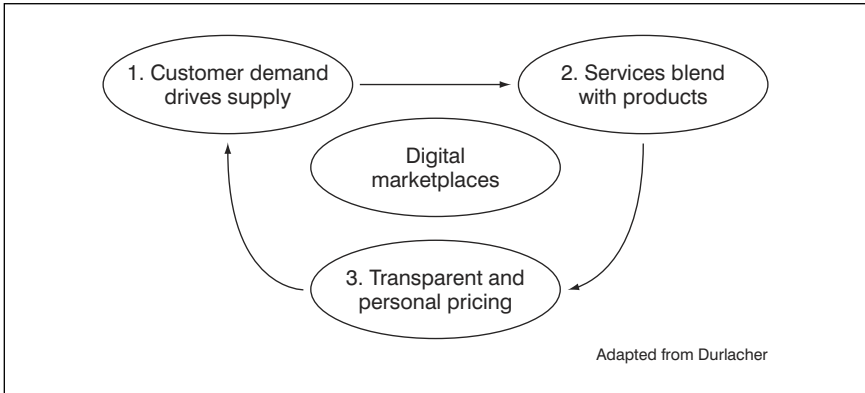 1. Customer demand
drives supply
2. Services blend
with products
Digital
marketplaces
3. Transparent and
personal pricing
Adapted from Durlacher